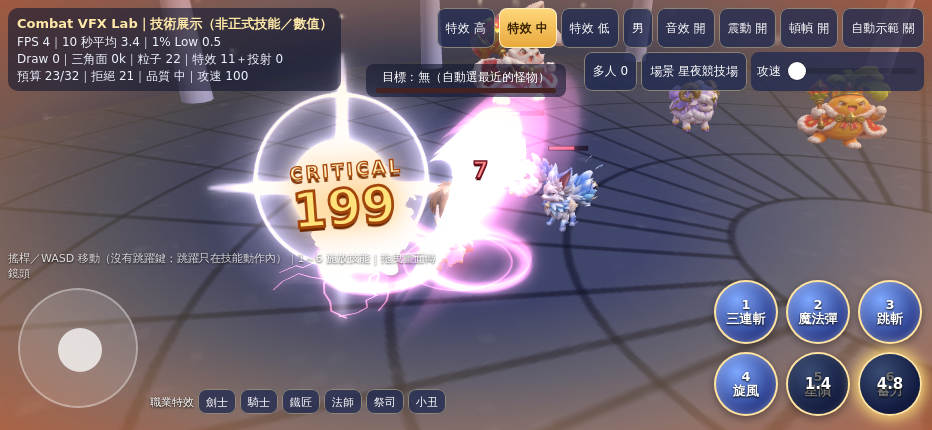 Combat VFX Lab｜技術展示（非正式技能／數值）
FPS 4｜10 秒平均 3.4｜1% Low 0.5
Draw 0｜三角面 0k｜粒子 22｜特效 11＋投射 0
預算 23/32｜拒絕 21｜品質 中｜攻速 100
特效 高
特效 中
特效 低
男
音效 開
震動 開
頓幀 開
自動示範 關
多人 0
場景 星夜競技場
攻速
目標：無（自動選最近的怪物）
CRITICAL
199
7
搖桿／WASD 移動（沒有跳躍鍵；跳躍只在技能動作內）｜1～6 施放技能｜拖曳畫面轉
鏡頭
1
三連斬
2
魔法彈
3
跳斬
4
旋風
1.4
4.8
職業特效
劍士
騎士
鐵匠
法師
祭司
小丑